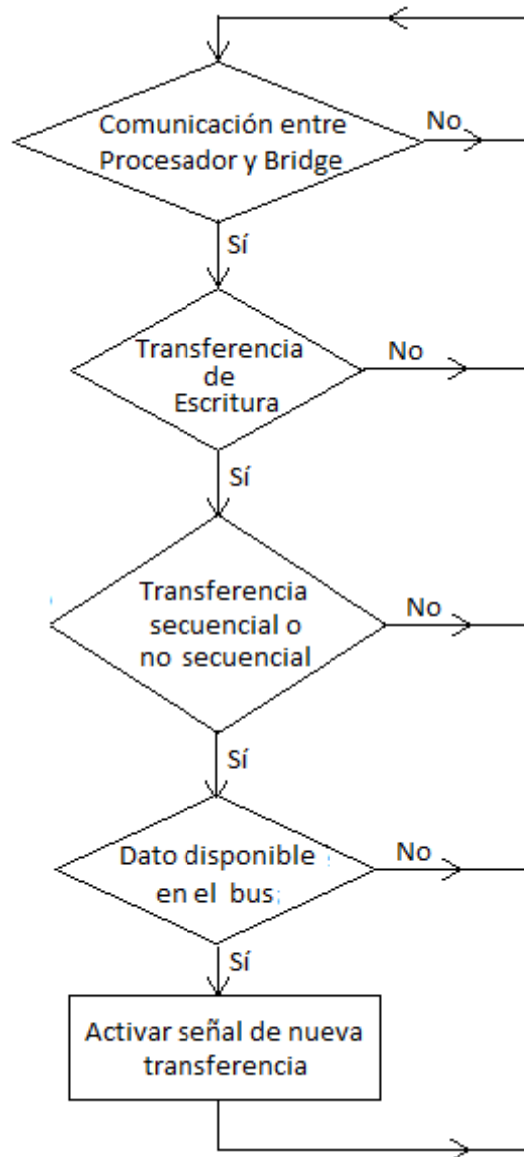 Comunicación entre
Procesador y Bridge
No
Sí
Transferencia
de
Escritura
No
Sí
Transferencia
secuencial o
no secuencial
No
Sí
Dato disponible
en el bus
No
Sí
Activar señal de nueva
transferencia